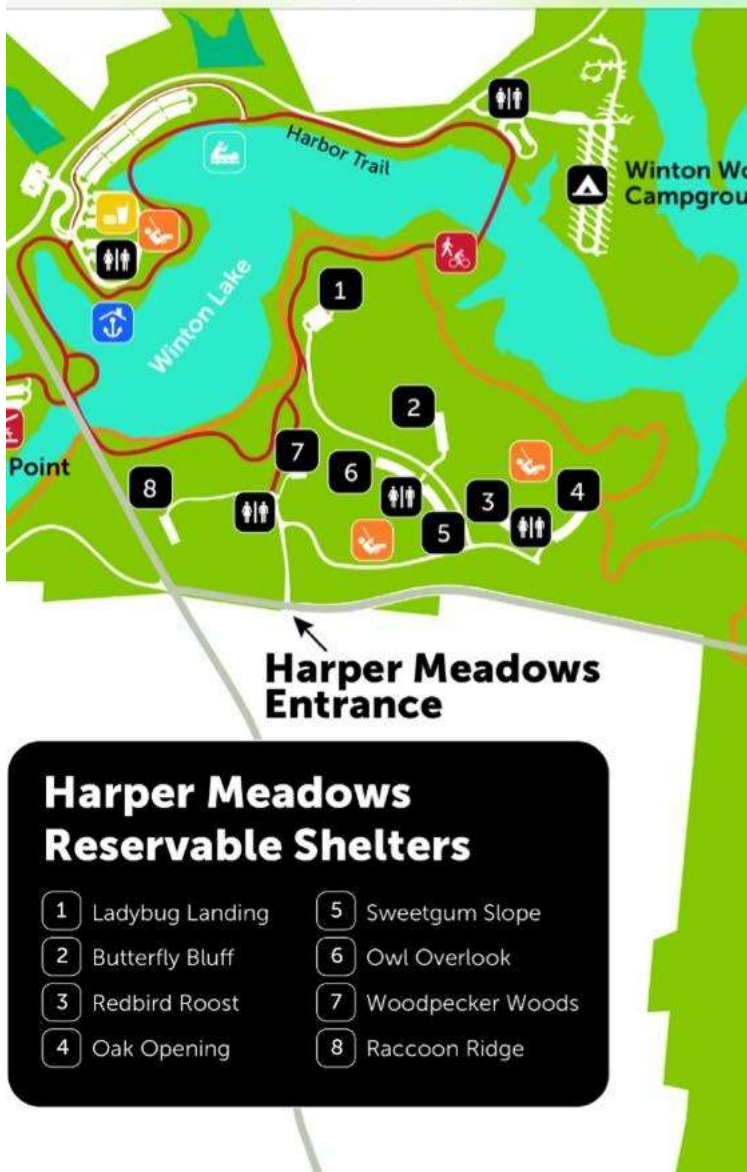 Harbor Trail
Winton
Campgrou
1
Winton Lake
2
7
6
8
3
4
5
Point
Harper Meadows
Entrance
Harper Meadows
Reservable Shelters
1 Ladybug Landing
2 Butterfly Bluff
3 Redbird Roost
4 Oak Opening
5 Sweetgum Slope
6 Owl Overlook
7 Woodpecker Woods
8 Raccoon Ridge